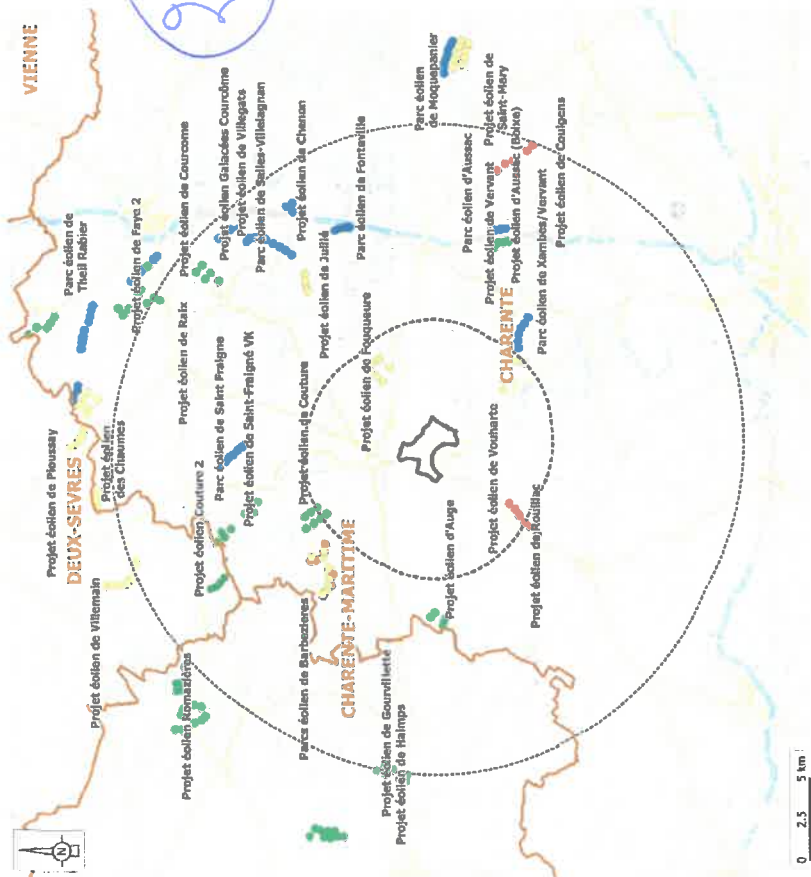 VIENNE
Parc éolien de
Theil Rabier
Projet éolien de Ploussay
DEUX-SEVRES
Projet éolien
des Chaumes
Projet éolien de Faye 2
Projet éolien de Villemain
Projet éolien de Raix
Projet éolien de Courcome
Projet éolien Romazières
Projet éolien Couture 2
Parc éolien de Saint Fraigne
Projet éolien de Saint-Fraigne VK
Projet éolien Galacées Courcôme
Projet éolien de Villegats
Parc éolien de Salles-Villefagnan
Projet éolien de Couture
Projet éolien de Chenon
Projet éolien de Juillé
Parcs éolien de Barbezieres
CHARENTE-MARITIME
Projet éolien de Fouqueure
Parc éolien de Fontenille
Projet éolien de Gourvillette
Projet éolien de Haimps
Parc éolien
de Moquepanier
Projet éolien d'Auge
Parc éolien d'Aussac
Projet éolien de
Saint-Mary
Projet éolien de Vouharte
CHARENTE
Projet éolien de Vervant
Projet éolien d'Aussac (Boixe)
Projet éolien de Rouillac
Parc éolien de Xambes/Vervant
Projet éolien de Coulgens
N
0 2.5 5 km